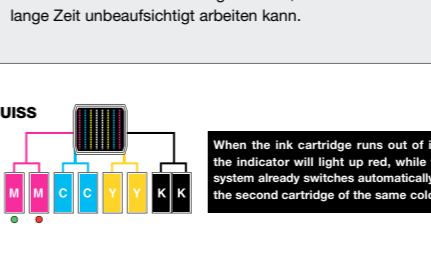 lange Zeit unbeaufsichtigt arbeiten kann.
UISS
When the ink cartridge runs out of
the indicator will light up red, while
system already switches automatically
the second cartridge of the same
M M C C Y Y K K